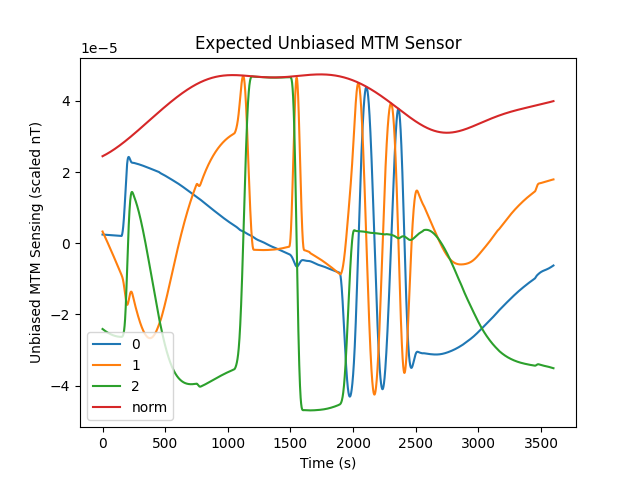 Expected Unbiased MTM Sensor
1e−5
Unbiased MTM Sensing (scaled nT)
4
2
0
−2
−4
0
1
2
norm
0 500 1000 1500 2000 2500 3000 3500
Time (s)